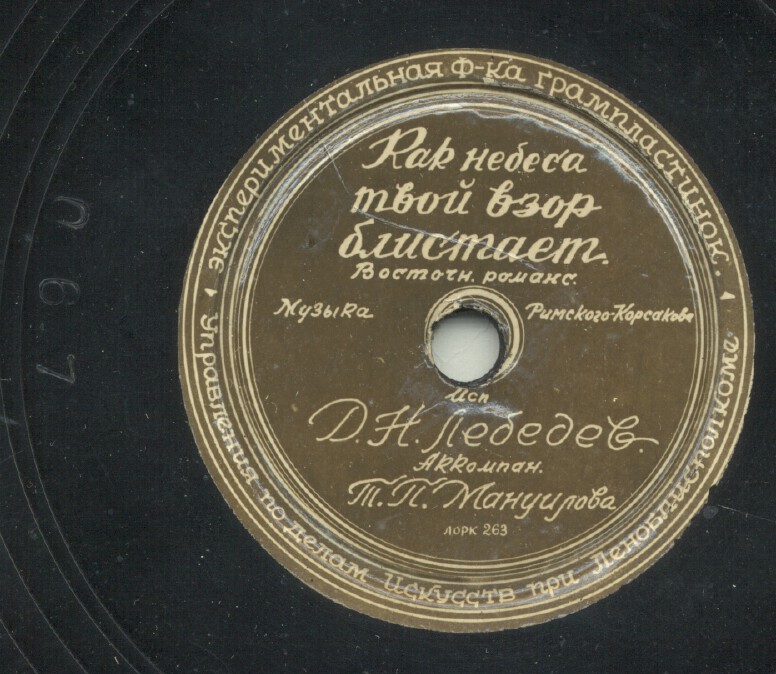 экспериментальная ф-ка грампластинок.
Как небеса
твой взор
блистает.
Восточн. романс.
Музыка
Римского-Корсакова
Исп
Д. Н. Лебедев.
Аккомпан.
Т. П. Мануилова
ЛОРК 263
Управления по делам Искусств при Леноблисполкоме